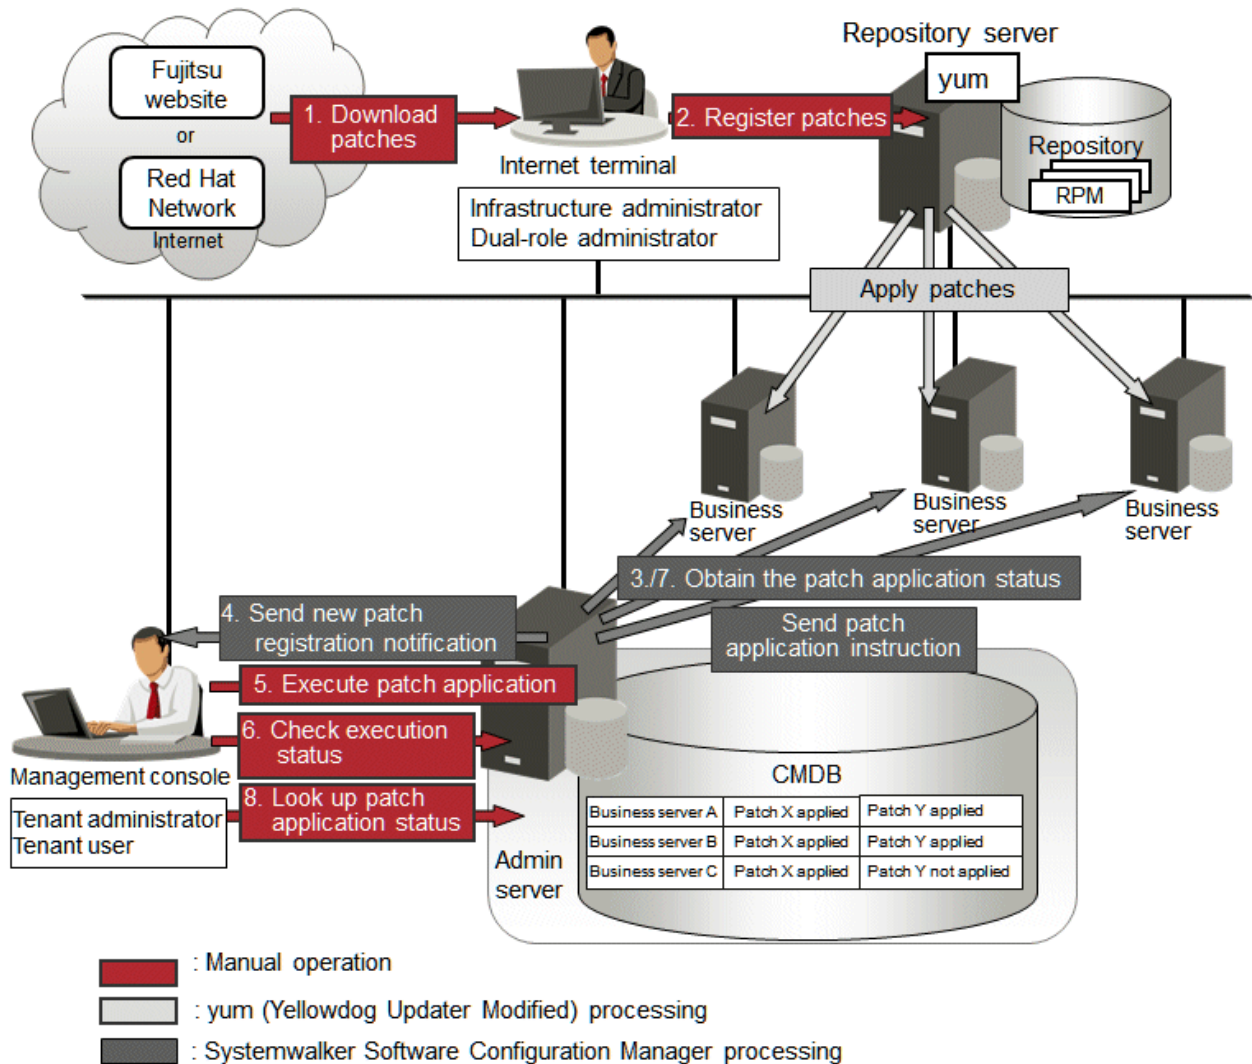 Fujitsu
website
or
Red Hat
Network
Internet
1. Download
patches
Internet terminal
Infrastructure administrator
Dual-role administrator
2. Register patches
Repository server
yum
Repository
RPM
Apply patches
Business
server
Business
server
Business
server
3./7. Obtain the patch application status
Send patch
application instruction
4. Send new patch
registration notification
5. Execute patch application
6. Check execution
status
Management console
8. Look up patch
application status
Tenant administrator
Tenant user
Admin
server
CMDB
Business server A Patch X applied Patch Y applied
Business server B Patch X applied Patch Y applied
Business server C Patch X applied Patch Y not applied
: Manual operation
: yum (Yellowdog Updater Modified) processing
: Systemwalker Software Configuration Manager processing